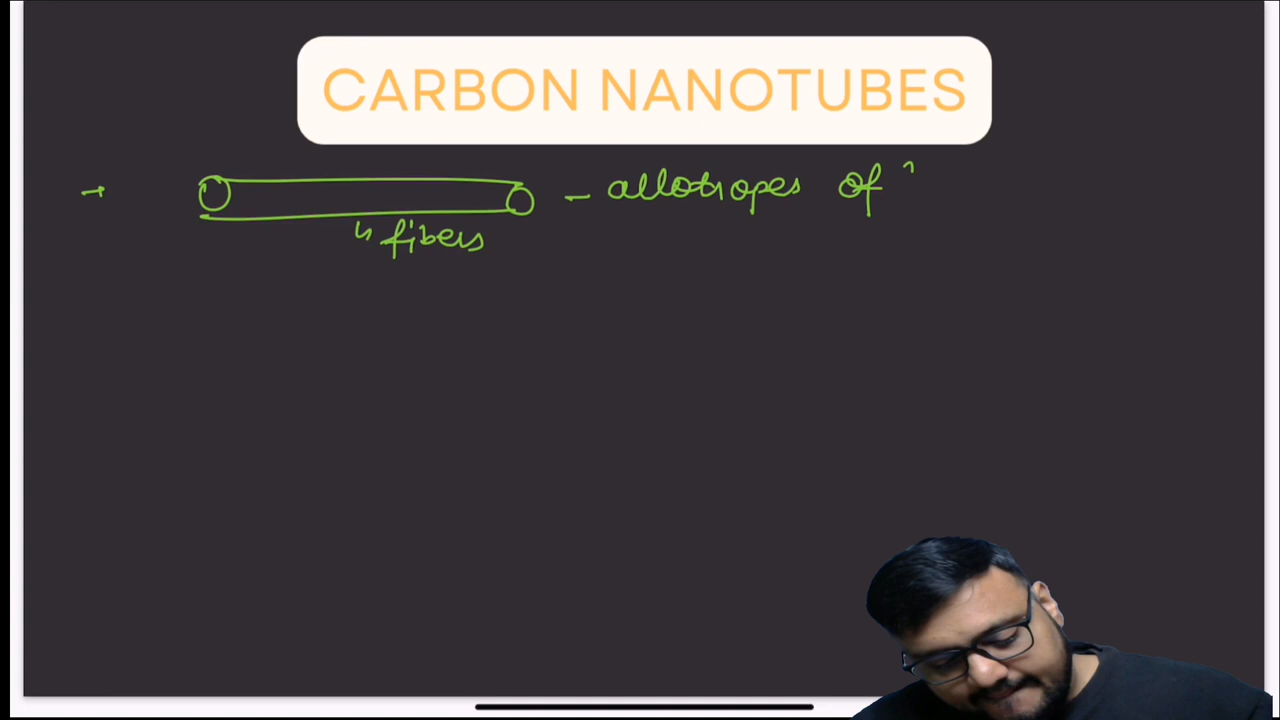 CARBON NANOTUBES
→ - allotropes of
↳ fibers